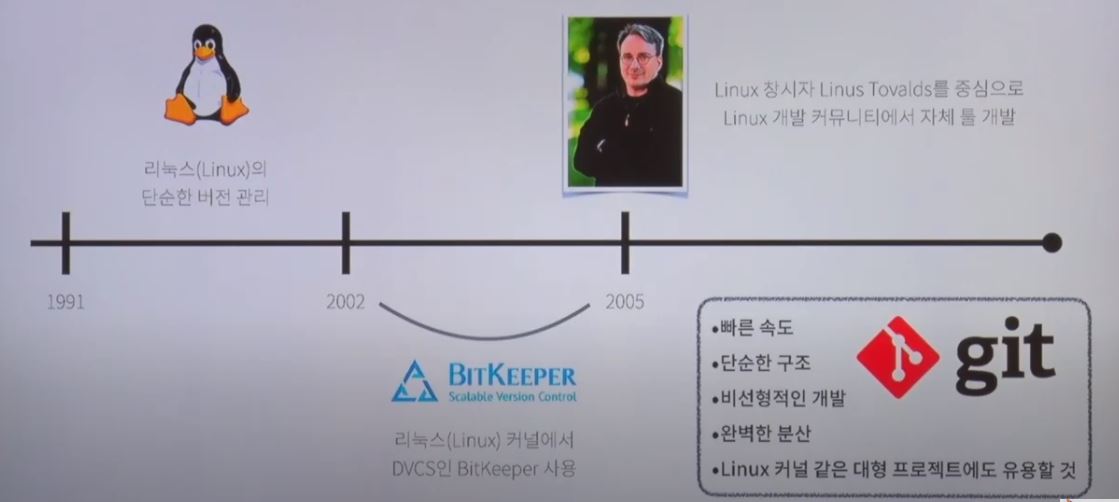 리눅스(Linux)의
단순한 버전 관리
Linux 창시자 Linus Tovalds를 중심으로
Linux 개발 커뮤니티에서 자체 툴 개발
1991
2002
2005
BITKEEPER
Scalable Version Control
리눅스(Linux) 커널에서
DVCS인 BitKeeper 사용
•빠른 속도
•단순한 구조
•비선형적인 개발
•완벽한 분산
•Linux 커널 같은 대형 프로젝트에도 유용할 것
git